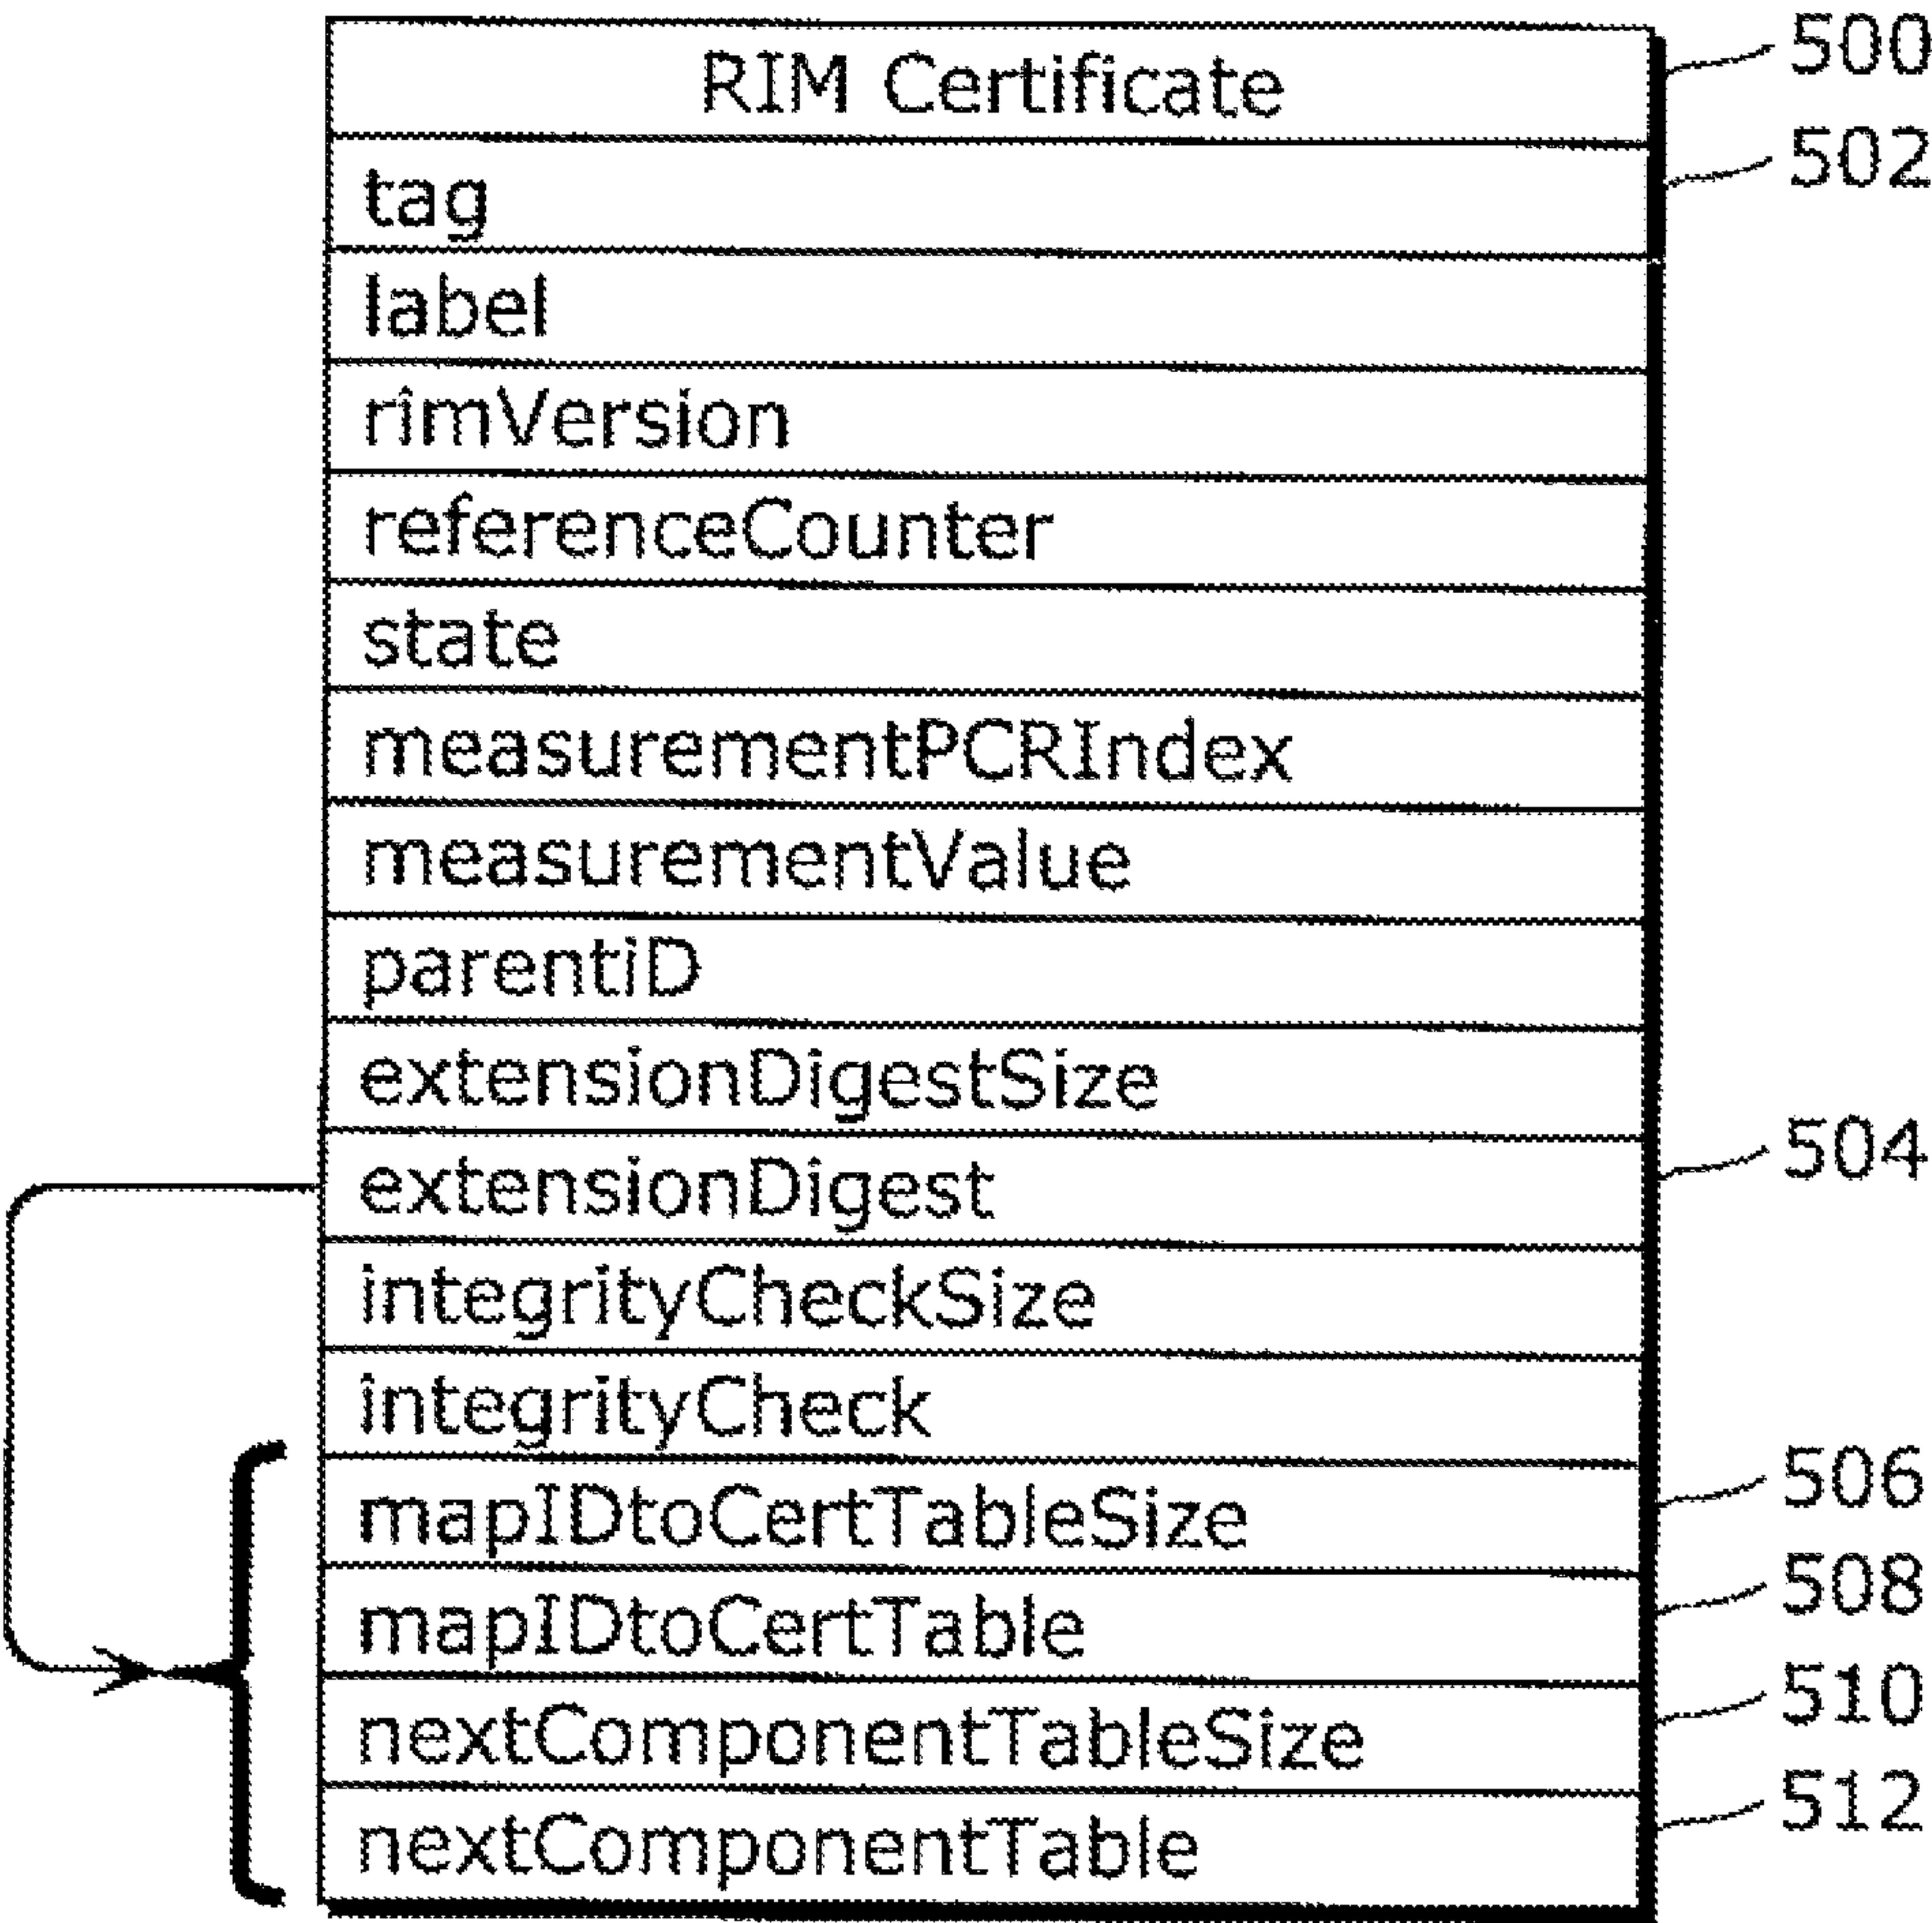 RIM Certificate 500
tag 502
label
rimVersion
referenceCounter
state
measurementPCRIndex
measurementValue
parentiD
extensionDigestSize
extensionDigest 504
integrityCheckSize
integrityCheck
mapIDtoCertTableSize 506
mapIDtoCertTable 508
nextComponentTableSize 510
nextComponentTable 512